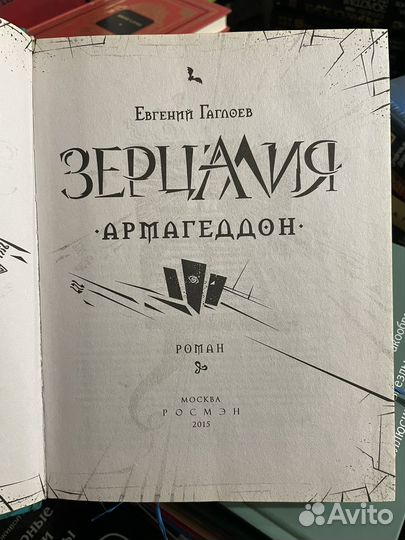 Евгений Гаглоев
ЗЕРЦАЛИЯ
·АРМАГЕДДОН·
РОМАН
МОСКВА
РОСМЭН
2015
Avito